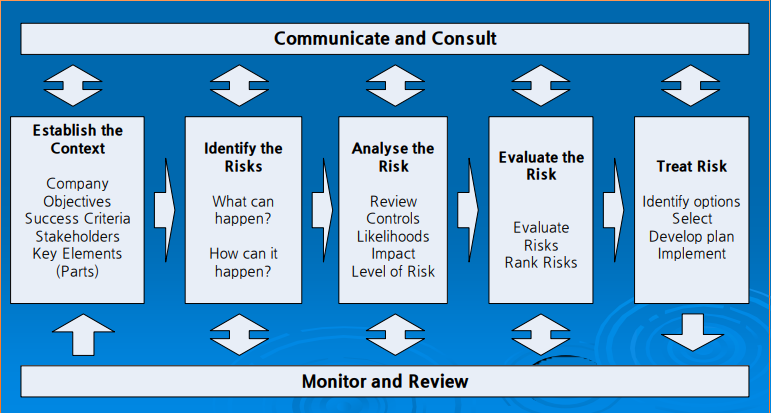 Communicate and Consult
Establish the
Context
Company
Objectives
Success Criteria
Stakeholders
Key Elements
(Parts)
Identify the
Risks
What can
happen?
How can it
happen?
Analyse the
Risk
Review
Controls
Likelihoods
Impact
Level of Risk
Evaluate the
Risk
Evaluate
Risks
Rank Risks
Treat Risk
Identify options
Select
Develop plan
Implement
Monitor and Review